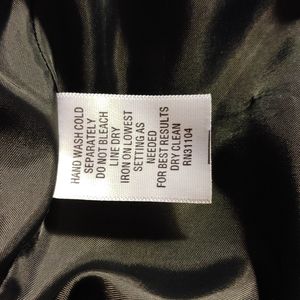 HAND WASH COLD
SEPARATELY
DO NOT BLEACH
LINE DRY
IRON ON LOWEST
SETTING AS
NEEDED
FOR BEST RESULTS
DRY CLEAN
RN31104